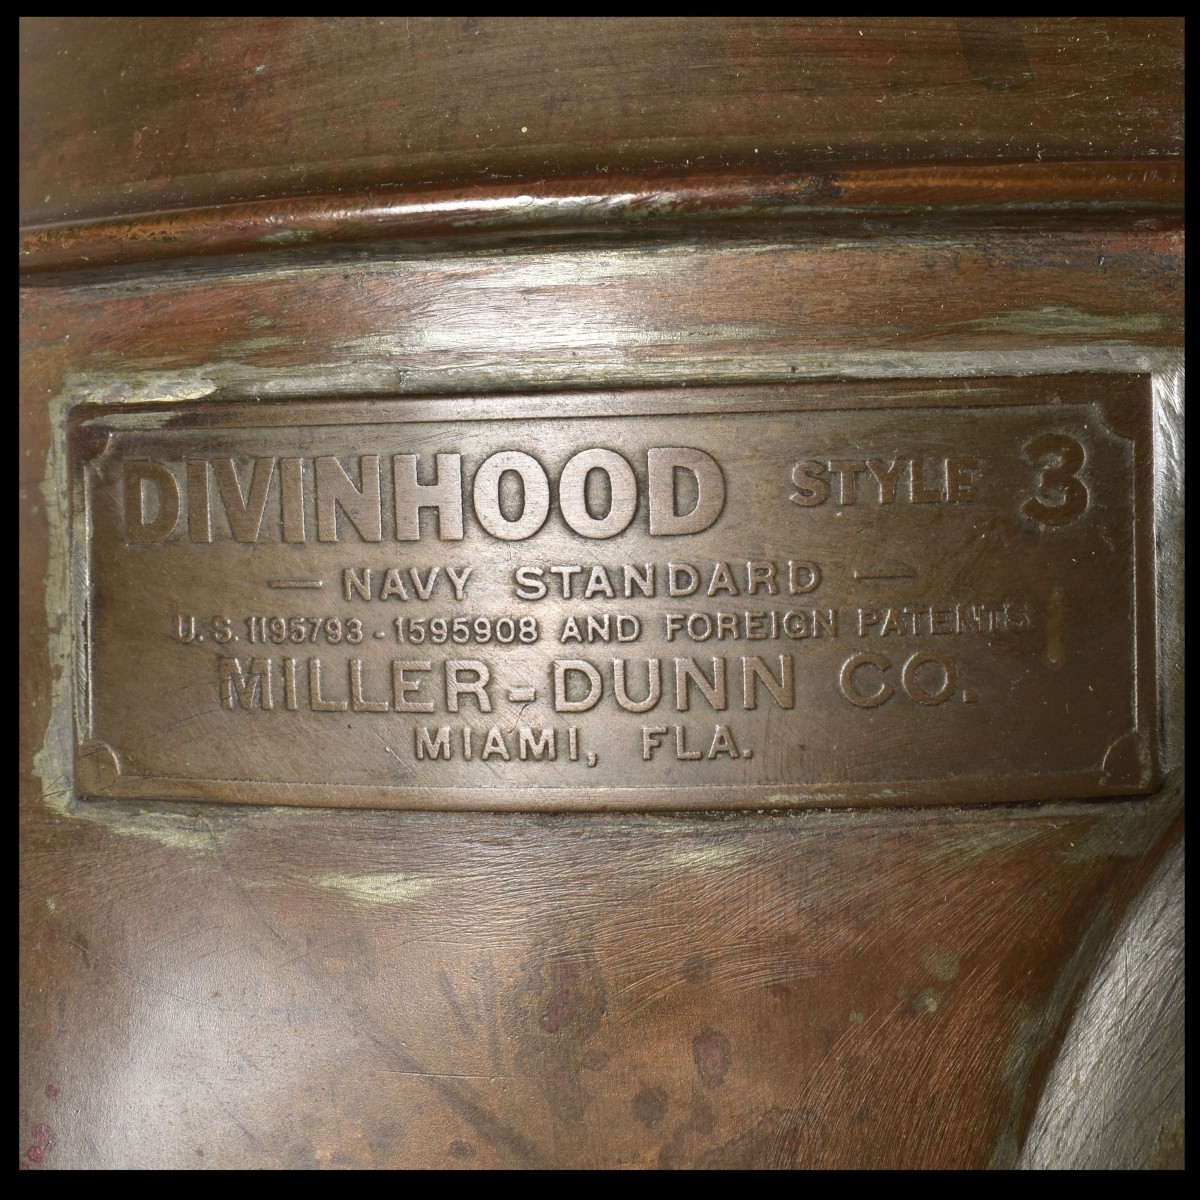 DIVINHOOD STYLE 3
— NAVY STANDARD —
U.S. 1195793 - 1595908 AND FOREIGN PATENTS
MILLER-DUNN CO.
MIAMI, FLA.